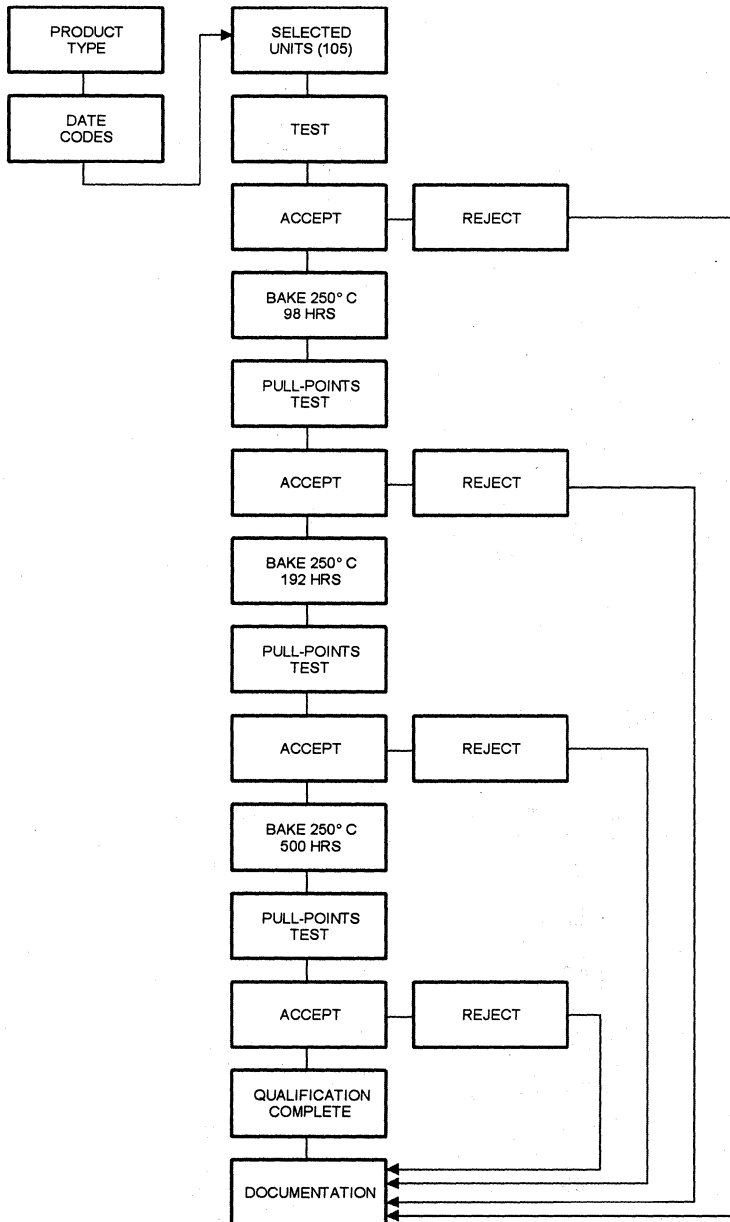 PRODUCT
TYPE
DATE
CODES
SELECTED
UNITS (105)
TEST
ACCEPT
REJECT
BAKE 250° C
98 HRS
PULL-POINTS
TEST
ACCEPT
REJECT
BAKE 250° C
192 HRS
PULL-POINTS
TEST
ACCEPT
REJECT
BAKE 250° C
500 HRS
PULL-POINTS
TEST
ACCEPT
REJECT
QUALIFICATION
COMPLETE
DOCUMENTATION